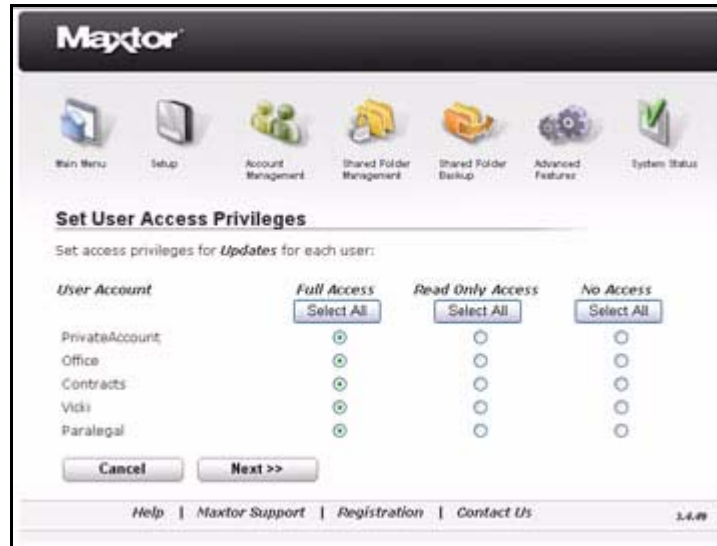 Maxtor
Main Menu
Setup
Account Management
Shared Folder Management
Shared Folder Backup
Advanced Features
System Status
Set User Access Privileges
Set access privileges for Updates for each user:
User Account Full Access Read Only Access No Access
Select All Select All Select All
PrivateAccount
Office
Contracts
Vicki
Paralegal
Cancel Next >>
Help | Maxtor Support | Registration | Contact Us